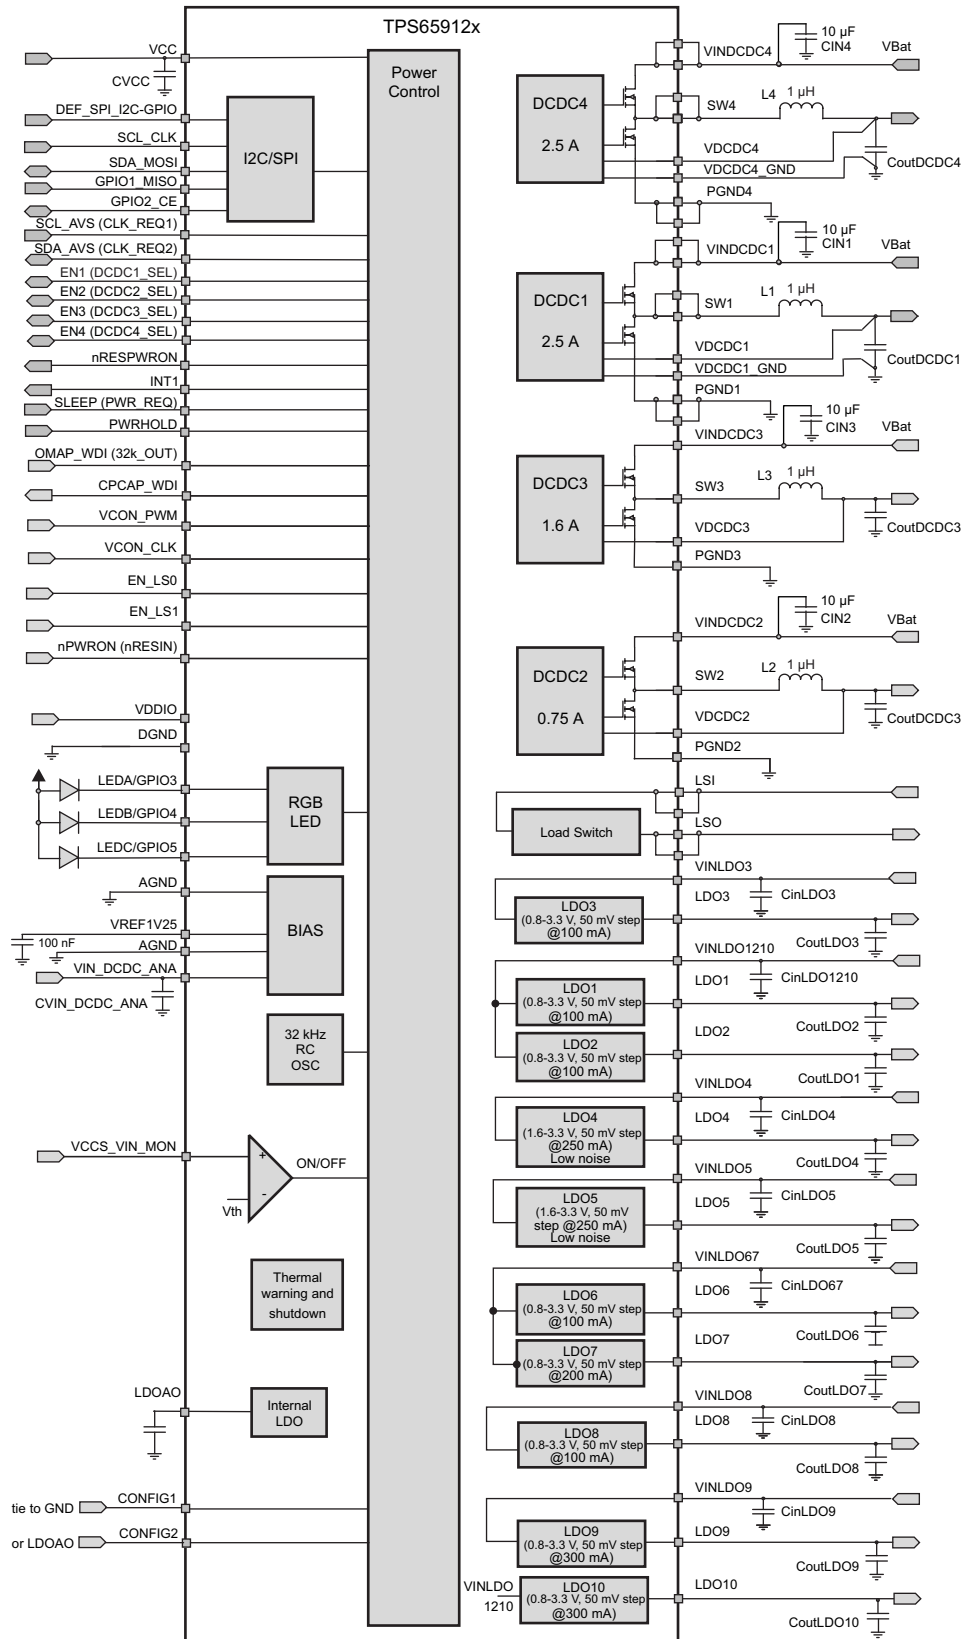 TPS65912x
VCC
CVCC
DEF_SPI_I2C-GPIO
SCL_CLK
SDA_MOSI
GPIO1_MISO
GPIO2_CE
SCL_AVS (CLK_REQ1)
SDA_AVS (CLK_REQ2)
EN1 (DCDC1_SEL)
EN2 (DCDC2_SEL)
EN3 (DCDC3_SEL)
EN4 (DCDC4_SEL)
nRESPWRON
INT1
SLEEP (PWR_REQ)
PWRHOLD
OMAP_WDI (32k_OUT)
CPCAP_WDI
VCON_PWM
VCON_CLK
EN_LS0
EN_LS1
nPWRON (nRESIN)
VDDIO
DGND
LEDA/GPIO3
LEDB/GPIO4
LEDC/GPIO5
AGND
VREF1V25
100 nF
AGND
VIN_DCDC_ANA
CVIN_DCDC_ANA
VCCS_VIN_MON
LDOAO
tie to GND
CONFIG1
or LDOAO
CONFIG2
I2C/SPI
RGB
LED
BIAS
32 kHz
RC
OSC
+
-
Vth
ON/OFF
Thermal
warning and
shutdown
Internal
LDO
Power
Control
DCDC4
2.5 A
VINDCDC4
10 µF
CIN4
VBat
SW4
L4
1 µH
VDCDC4
VDCDC4_GND
CoutDCDC4
PGND4
DCDC1
2.5 A
VINDCDC1
10 µF
CIN1
VBat
SW1
L1
1 µH
VDCDC1
VDCDC1_GND
CoutDCDC1
PGND1
DCDC3
1.6 A
VINDCDC3
10 µF
CIN3
VBat
SW3
L3
1 µH
VDCDC3
CoutDCDC3
PGND3
DCDC2
0.75 A
VINDCDC2
10 µF
CIN2
VBat
SW2
L2
1 µH
VDCDC2
CoutDCDC3
PGND2
LSI
Load Switch
LSO
VINLDO3
LDO3
CinLDO3
LDO3
(0.8-3.3 V, 50 mV step
@100 mA)
CoutLDO3
VINLDO1210
LDO1
CinLDO1210
LDO1
(0.8-3.3 V, 50 mV step
@100 mA)
LDO2
CoutLDO2
LDO2
(0.8-3.3 V, 50 mV step
@100 mA)
CoutLDO1
VINLDO4
LDO4
CinLDO4
LDO4
(1.6-3.3 V, 50 mV step
@250 mA)
Low noise
CoutLDO4
VINLDO5
LDO5
CinLDO5
LDO5
(1.6-3.3 V, 50 mV
step @250 mA)
Low noise
CoutLDO5
VINLDO67
LDO6
CinLDO67
LDO6
(0.8-3.3 V, 50 mV step
@100 mA)
LDO7
CoutLDO6
LDO7
(0.8-3.3 V, 50 mV step
@200 mA)
CoutLDO7
VINLDO8
LDO8
CinLDO8
LDO8
(0.8-3.3 V, 50 mV step
@100 mA)
CoutLDO8
VINLDO9
CinLDO9
LDO9
LDO9
(0.8-3.3 V, 50 mV step
@300 mA)
CoutLDO9
VINLDO
1210
LDO10
(0.8-3.3 V, 50 mV step
@300 mA)
LDO10
CoutLDO10